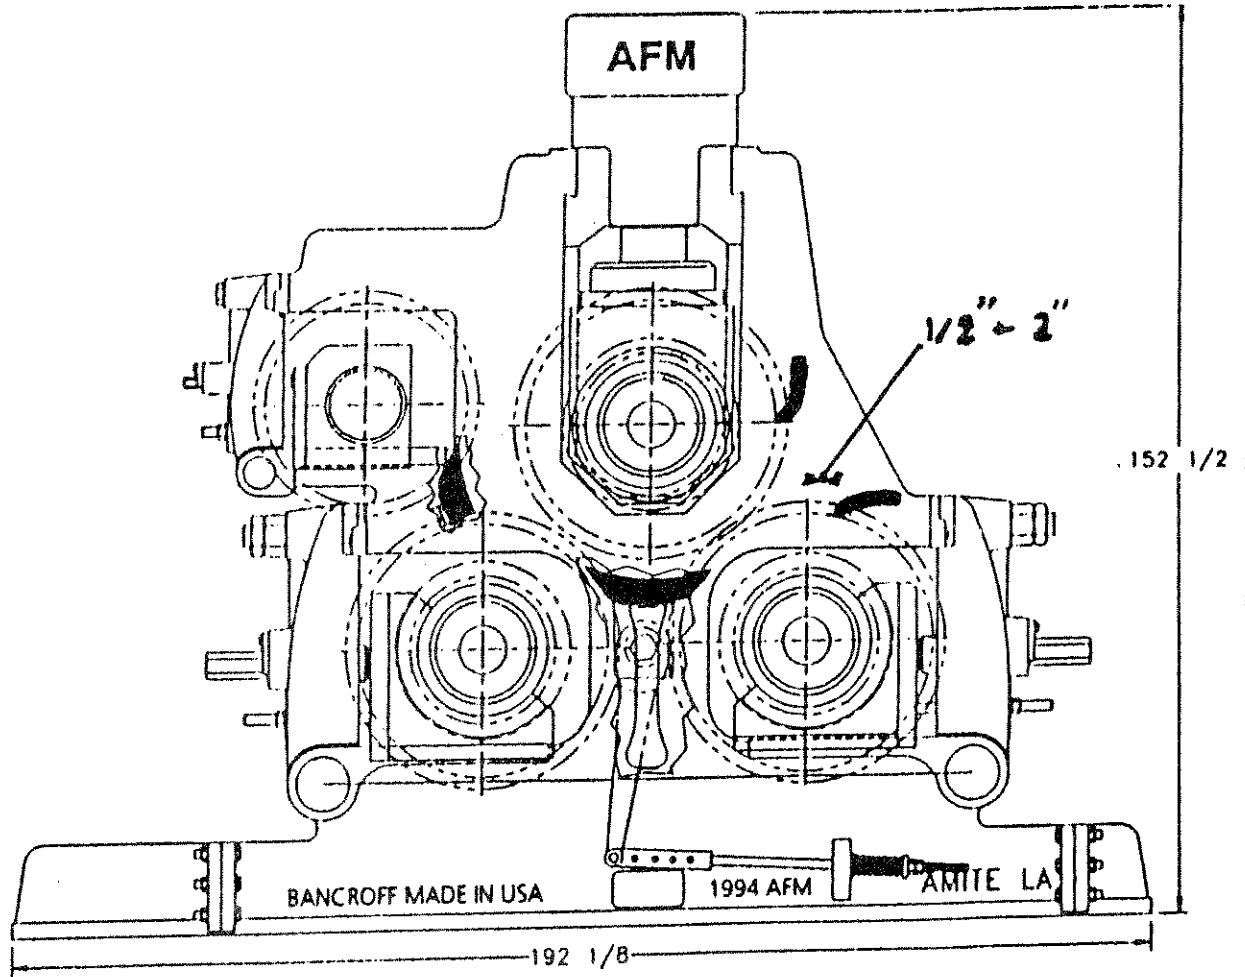 AFM
1/2" - 2"
152 1/2
BANCROFF MADE IN USA
1994 AFM
AMITE LA
192 1/8